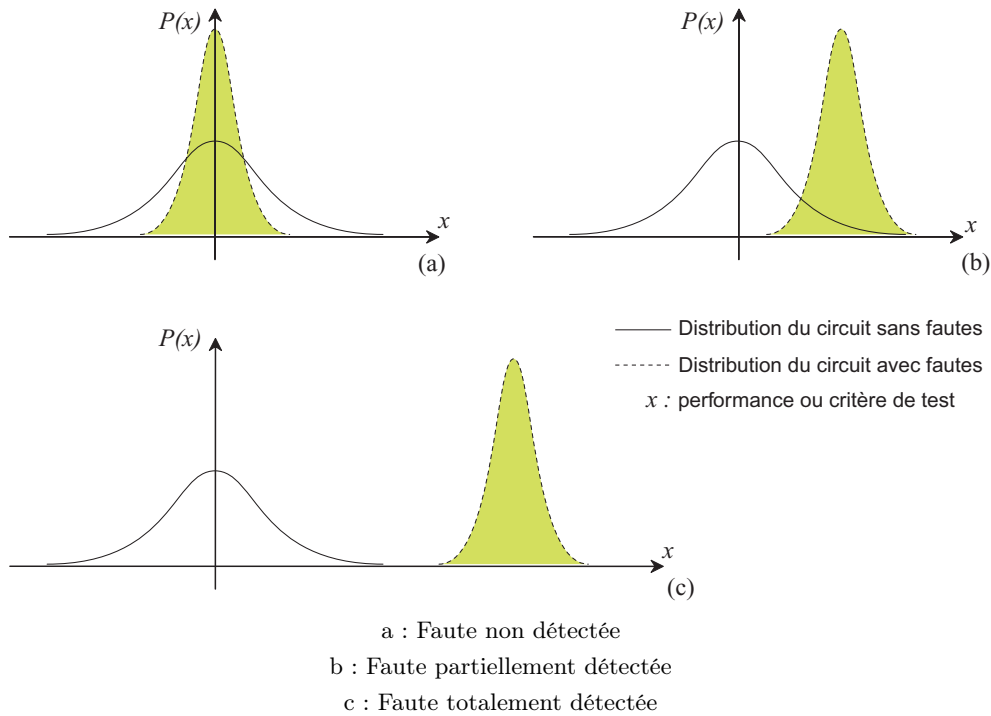 P(x)
x
(a)
P(x)
x
(b)
P(x)
x
(c)
Distribution du circuit sans fautes
Distribution du circuit avec fautes
x : performance ou critère de test
a : Faute non détectée
b : Faute partiellement détectée
c : Faute totalement détectée